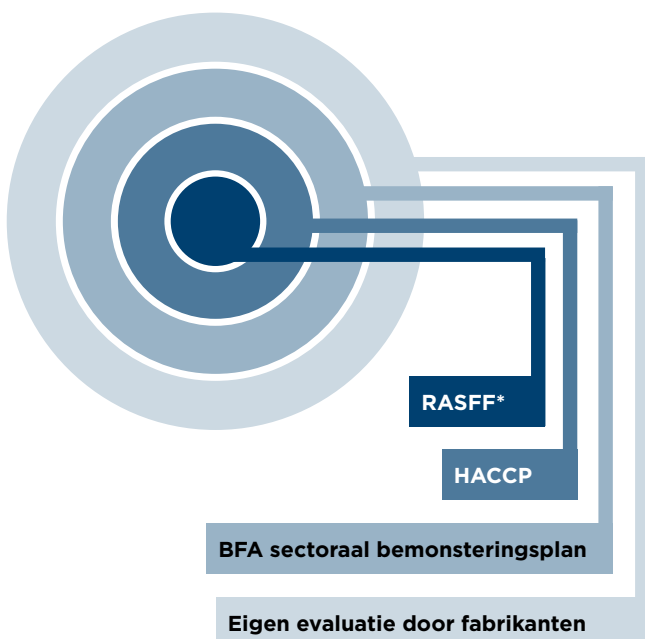 RASFF*
HACCP
BFA sectoraal bemonsteringsplan
Eigen evaluatie door fabrikanten